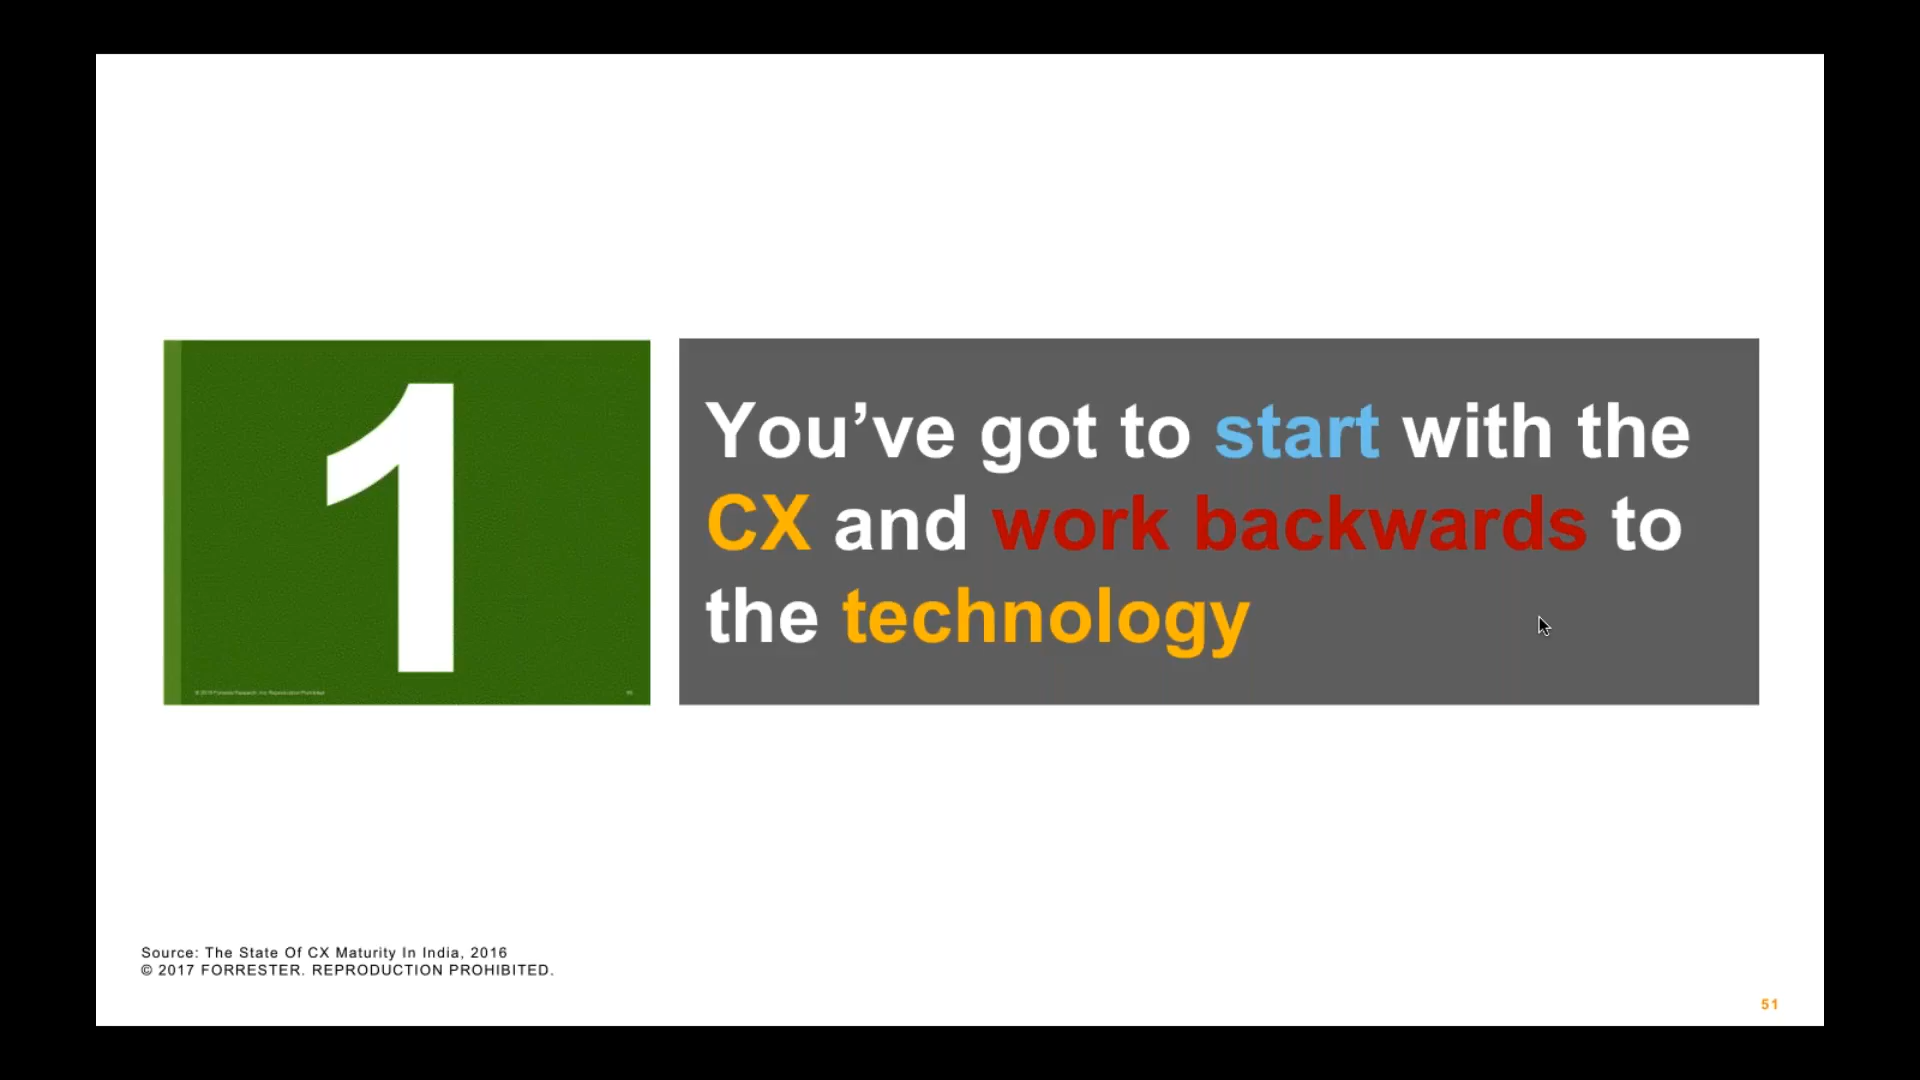 1
You’ve got to start with the
CX and work backwards to
the technology
Source: The State Of CX Maturity In India, 2016
© 2017 FORRESTER. REPRODUCTION PROHIBITED.
51